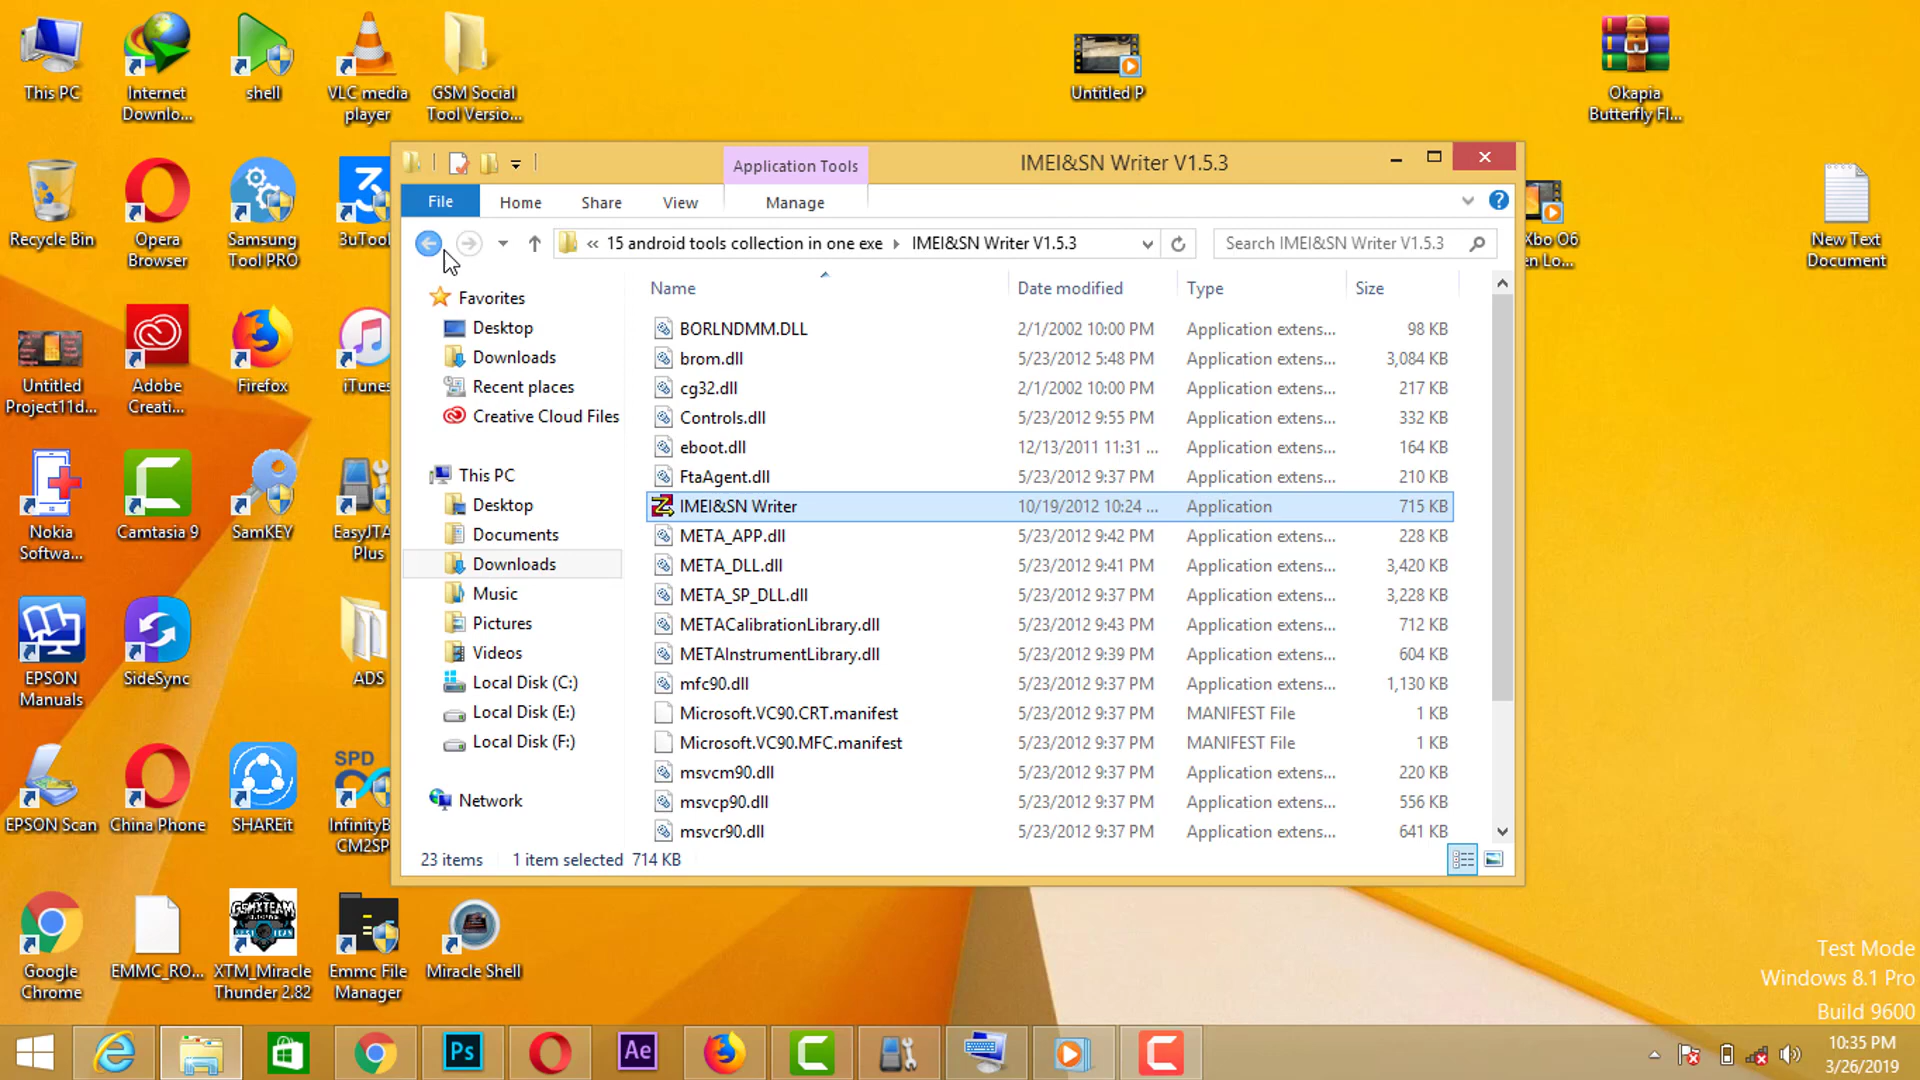 This PC
Internet
Downlo...
shell
VLC media
player
GSM Social
Tool Versio...
Untitled P
Okapia
Butterfly Fl...
Recycle Bin
Opera
Browser
Samsung
Tool PRO
3uTool
New Text
Document
Untitled
Project11d...
Adobe
Creati...
Firefox
iTunes
Nokia
Softwa...
Camtasia 9
SamKEY
EasyJTA
Plus
EPSON
Manuals
SideSync
ADS
EPSON Scan
China Phone
SHAREit
SPD
InfinityB
CM2SP
Google
Chrome
EMMC_RO...
GSMXTEAM
XTM_Miracle
Thunder 2.82
Emmc File
Manager
Miracle Shell
Application Tools
IMEI&SN Writer V1.5.3
File
Home
Share
View
Manage
« 15 android tools collection in one exe
IMEI&SN Writer V1.5.3
Search IMEI&SN Writer V1.5.3
Favorites
Desktop
Downloads
Recent places
Creative Cloud Files
This PC
Desktop
Documents
Downloads
Music
Pictures
Videos
Local Disk (C:)
Local Disk (E:)
Local Disk (F:)
Network
Name Date modified Type Size
BORLNDMM.DLL 2/1/2002 10:00 PM Application extens... 98 KB
brom.dll 5/23/2012 5:48 PM Application extens... 3,084 KB
cg32.dll 2/1/2002 10:00 PM Application extens... 217 KB
Controls.dll 5/23/2012 9:55 PM Application extens... 332 KB
eboot.dll 12/13/2011 11:31 ... Application extens... 164 KB
FtaAgent.dll 5/23/2012 9:37 PM Application extens... 210 KB
IMEI&SN Writer 10/19/2012 10:24 ... Application 715 KB
META_APP.dll 5/23/2012 9:42 PM Application extens... 228 KB
META_DLL.dll 5/23/2012 9:41 PM Application extens... 3,420 KB
META_SP_DLL.dll 5/23/2012 9:37 PM Application extens... 3,228 KB
METACalibrationLibrary.dll 5/23/2012 9:43 PM Application extens... 712 KB
METAInstrumentLibrary.dll 5/23/2012 9:39 PM Application extens... 604 KB
mfc90.dll 5/23/2012 9:37 PM Application extens... 1,130 KB
Microsoft.VC90.CRT.manifest 5/23/2012 9:37 PM MANIFEST File 1 KB
Microsoft.VC90.MFC.manifest 5/23/2012 9:37 PM MANIFEST File 1 KB
msvcm90.dll 5/23/2012 9:37 PM Application extens... 220 KB
msvcp90.dll 5/23/2012 9:37 PM Application extens... 556 KB
msvcr90.dll 5/23/2012 9:37 PM Application extens... 641 KB
23 items 1 item selected 714 KB
Test Mode
Windows 8.1 Pro
Build 9600
Ps
Ae
10:35 PM
3/26/2019